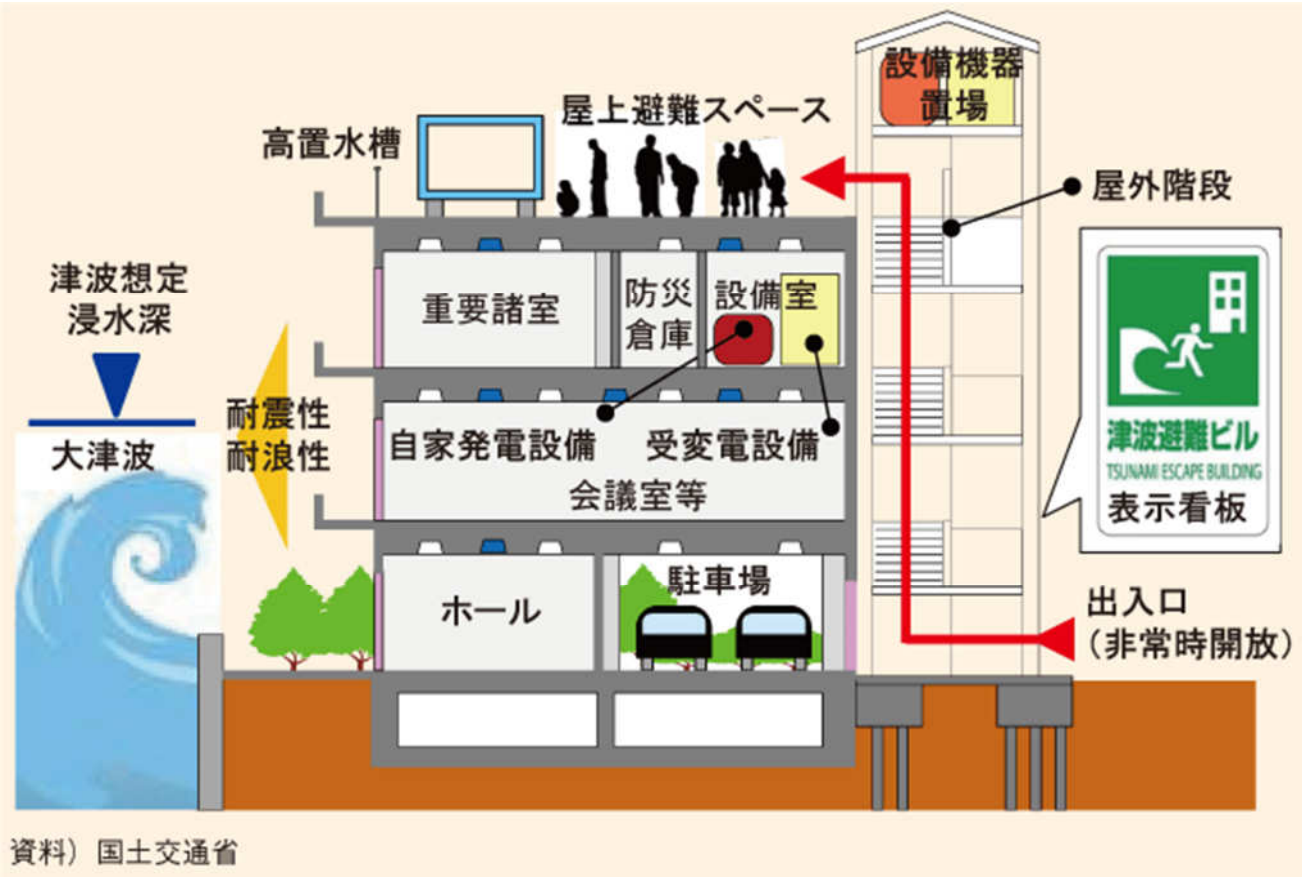 設備機器
置場
屋上避難スペース
高置水槽
屋外階段
津波想定
浸水深
重要諸室
防災
倉庫
設備室
耐震性
耐浪性
大津波
自家発電設備
受変電設備
会議室等
津波避難ビル
TSUNAMI ESCAPE BUILDING
表示看板
ホール
駐車場
出入口
（非常時開放）
資料）国土交通省